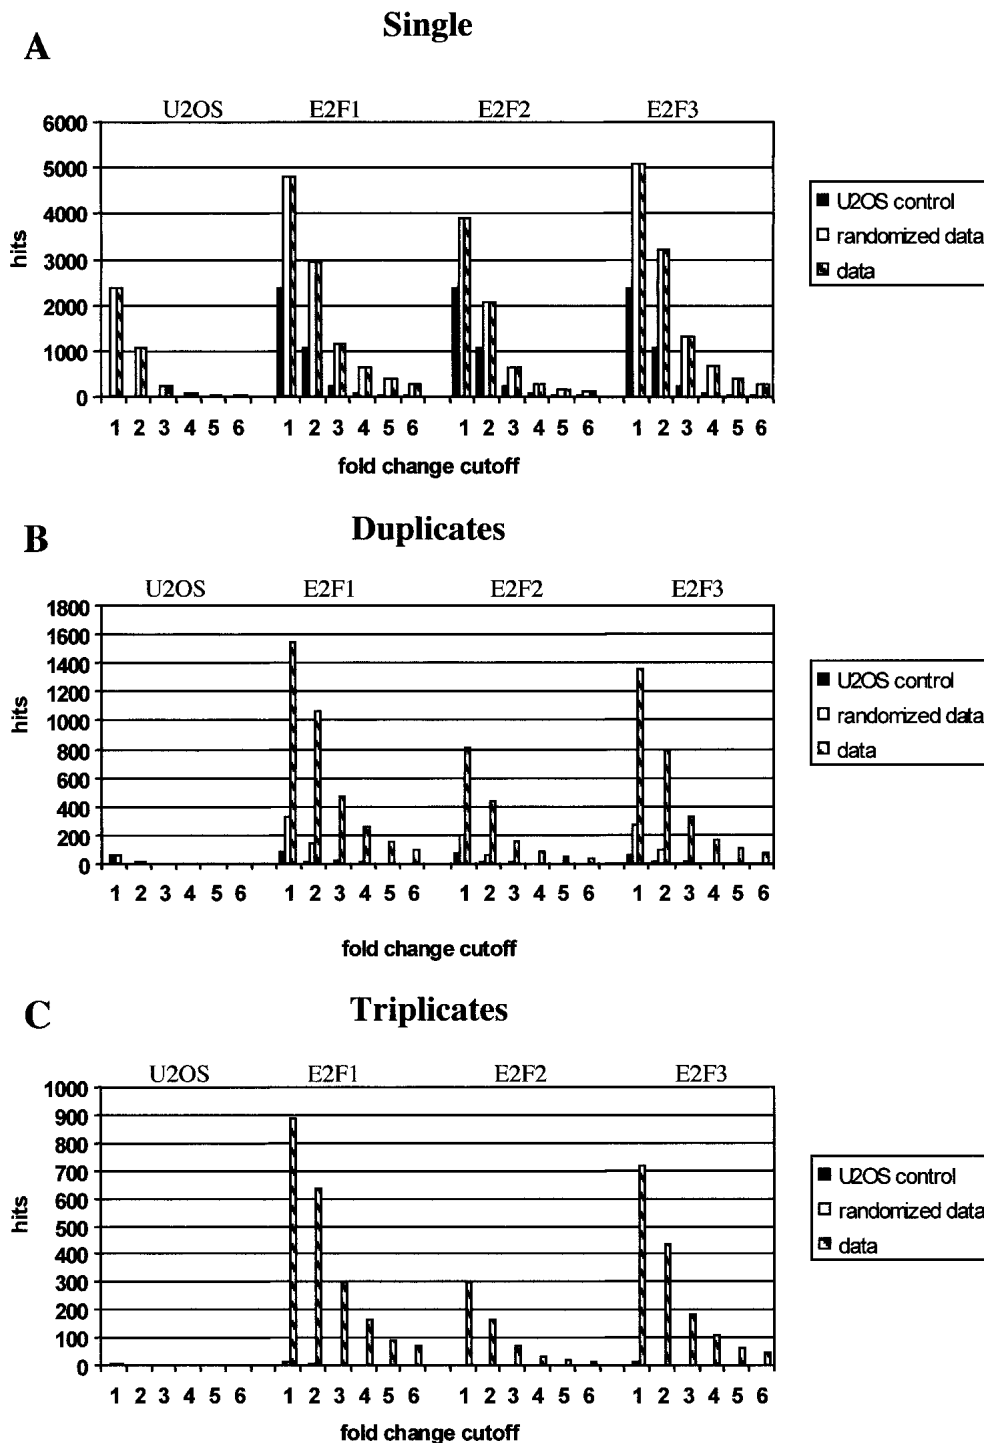 Single
A
U2OS E2F1 E2F2 E2F3
6000
5000
4000
3000
2000
1000
0
hits
1 2 3 4 5 6 1 2 3 4 5 6 1 2 3 4 5 6 1 2 3 4 5 6
fold change cutoff
U2OS control
randomized data
data
Duplicates
B
U2OS E2F1 E2F2 E2F3
1800
1600
1400
1200
1000
800
600
400
200
0
hits
1 2 3 4 5 6 1 2 3 4 5 6 1 2 3 4 5 6 1 2 3 4 5 6
fold change cutoff
U2OS control
randomized data
data
Triplicates
C
U2OS E2F1 E2F2 E2F3
1000
900
800
700
600
500
400
300
200
100
0
hits
1 2 3 4 5 6 1 2 3 4 5 6 1 2 3 4 5 6 1 2 3 4 5 6
fold change cutoff
U2OS control
randomized data
data